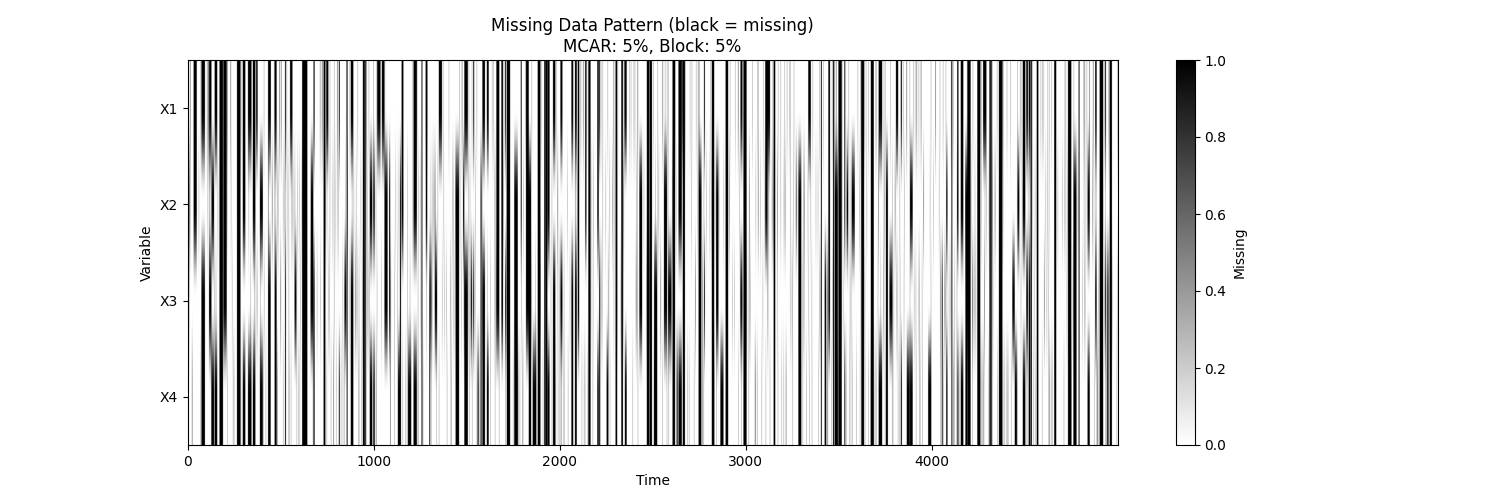 Missing Data Pattern (black = missing)
MCAR: 5%, Block: 5%
Variable
X1
X2
X3
X4
0
1000
2000
3000
4000
Time
1.0
0.8
0.6
0.4
0.2
0.0
Missing